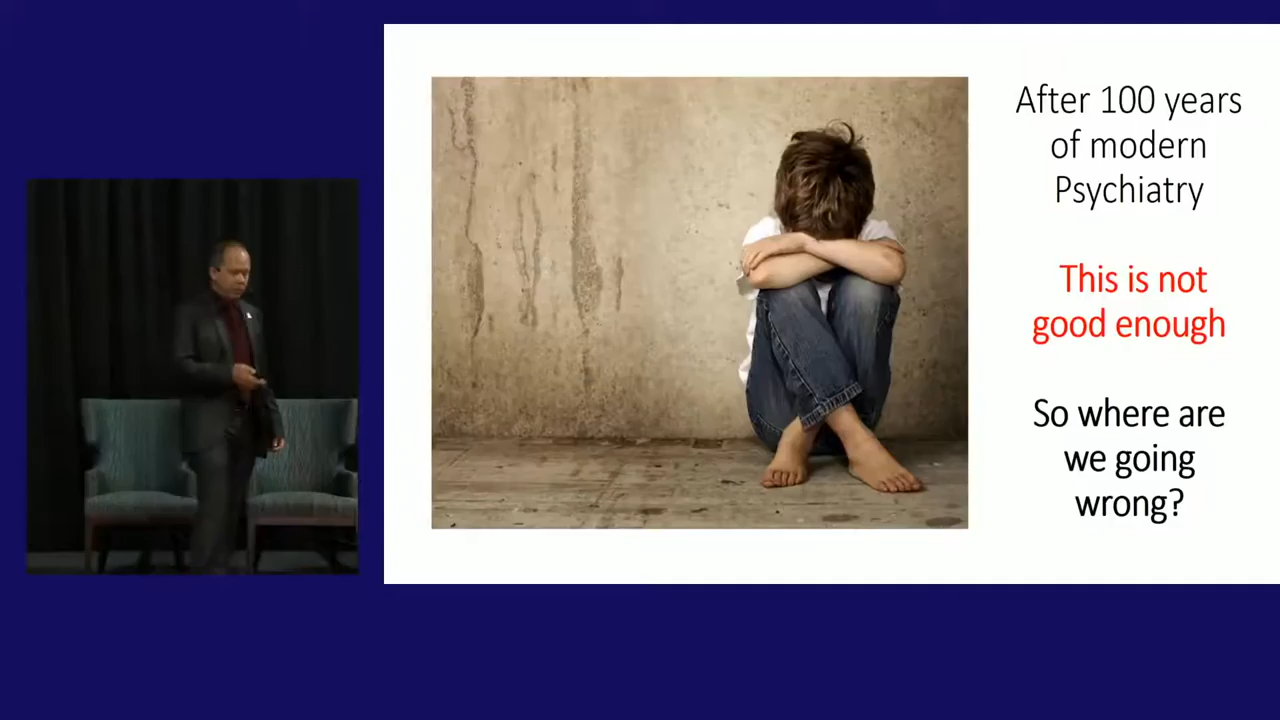 After 100 years
of modern
Psychiatry
This is not
good enough
So where are
we going
wrong?